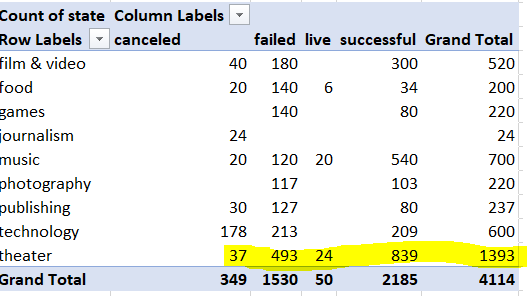 Count of state Column Labels
Row Labels canceled failed live successful Grand Total
film & video 40 180 300 520
food 20 140 6 34 200
games 140 80 220
journalism 24 24
music 20 120 20 540 700
photography 117 103 220
publishing 30 127 80 237
technology 178 213 209 600
theater 37 493 24 839 1393
Grand Total 349 1530 50 2185 4114